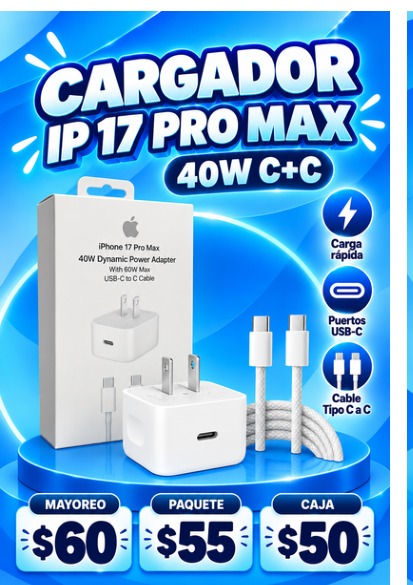 CARGADOR
IP 17 PRO MAX
40W C+C
iPhone 17 Pro Max
40W Dynamic Power Adapter
With 60W Max
USB-C to C Cable
Carga
rápida
Puertos
USB-C
Cable
Tipo C a C
MAYOREO
$60
PAQUETE
$55
CAJA
$50